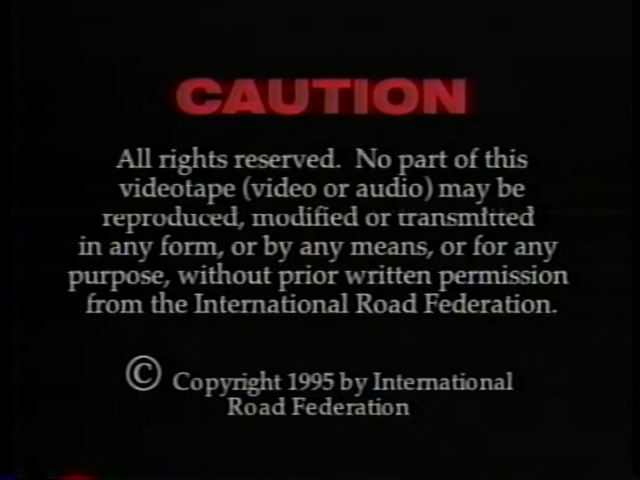 CAUTION
All rights reserved. No part of this
videotape (video or audio) may be
reproduced, modified or transmitted
in any form, or by any means, or for any
purpose, without prior written permission
from the International Road Federation.
© Copyright 1995 by International
Road Federation